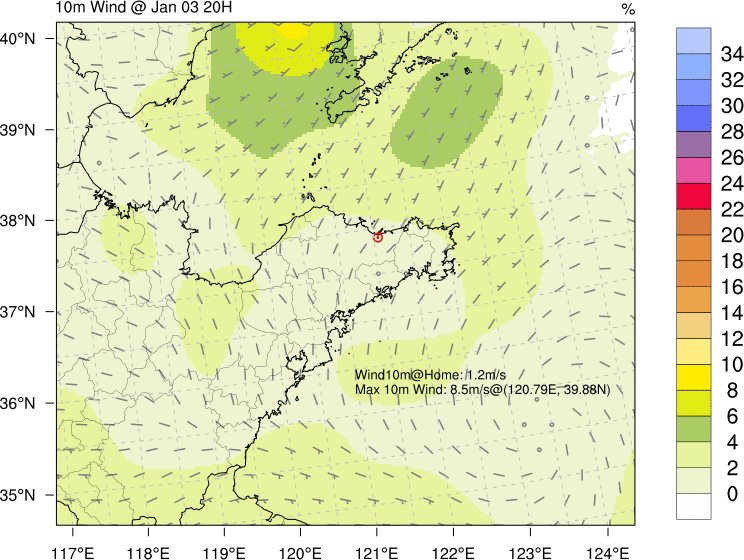 10m Wind @ Jan 03 20H
%
40°N
39°N
38°N
37°N
36°N
35°N
117°E
118°E
119°E
120°E
121°E
122°E
123°E
124°E
Wind10m@Home: 1.2m/s
Max 10m Wind: 8.5m/s@(120.79E, 39.88N)
34
32
30
28
26
24
22
20
18
16
14
12
10
8
6
4
2
0